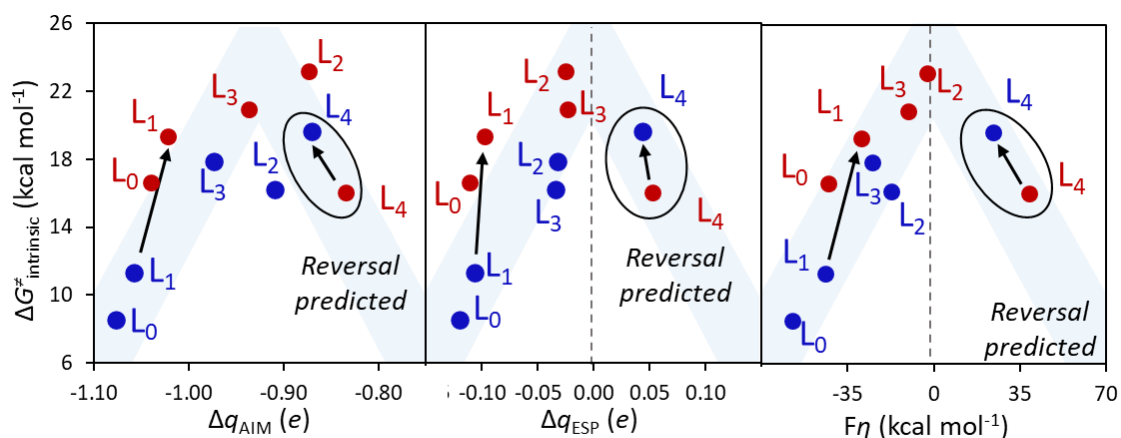 ΔG≠intrinsic (kcal mol⁻¹)
26
22
18
14
10
6
L₀
L₁
L₃
L₂
L₄
L₃
L₂
L₄
L₁
L₀
Reversal
predicted
-1.10
-1.00
-0.90
-0.80
Δq_AIM (e)
L₂
L₁
L₃
L₀
L₄
L₂
L₃
L₄
L₁
L₀
Reversal
predicted
-0.10
-0.05
0.00
0.05
0.10
Δq_ESP (e)
L₃
L₂
L₁
L₄
L₀
L₃
L₂
L₄
L₁
L₀
Reversal
predicted
-35
0
35
70
Fη (kcal mol⁻¹)